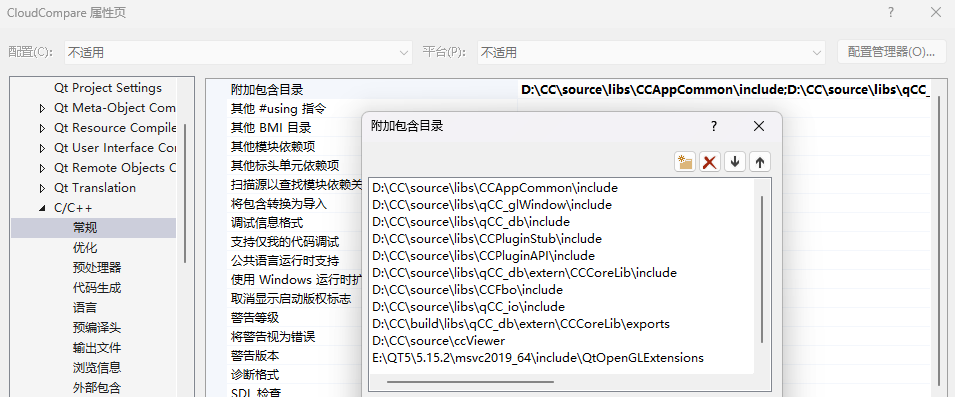 CloudCompare 属性页
配置(C): 不适用 平台(P): 不适用 配置管理器(O)...
Qt Project Settings
Qt Meta-Object Com
Qt Resource Compile
Qt User Interface Co
Qt Remote Objects C
Qt Translation
C/C++
常规
优化
预处理器
代码生成
语言
预编译头
输出文件
浏览信息
外部包含
附加包含目录 D:\CC\source\libs\CCAppCommon\include;D:\CC\source\libs\qCC_
其他 #using 指令
其他 BMI 目录
其他模块依赖项
其他标头单元依赖项
扫描源以查找模块依赖关
将包含转换为导入
调试信息格式
支持仅我的代码调试
公共语言运行时支持
使用 Windows 运行时扩
取消显示启动版权标志
警告等级
将警告视为错误
警告版本
诊断格式
SDL 检查
附加包含目录
D:\CC\source\libs\CCAppCommon\include
D:\CC\source\libs\qCC_glWindow\include
D:\CC\source\libs\qCC_db\include
D:\CC\source\libs\CCPluginStub\include
D:\CC\source\libs\CCPluginAPI\include
D:\CC\source\libs\qCC_db\extern\CCCoreLib\include
D:\CC\source\libs\CCFbo\include
D:\CC\source\libs\qCC_io\include
D:\CC\build\libs\qCC_db\extern\CCCoreLib\exports
D:\CC\source\ccViewer
E:\QT5\5.15.2\msvc2019_64\include\QtOpenGLExtensions